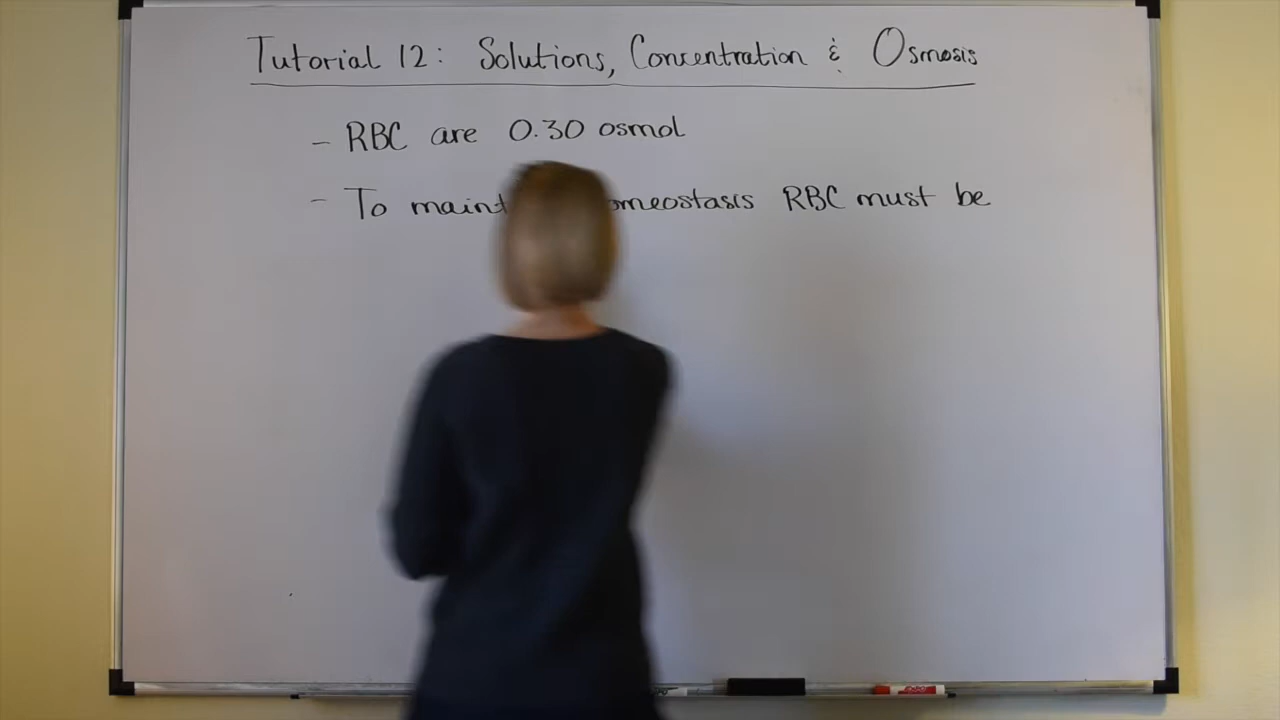 Tutorial 12: Solutions, Concentration & Osmosis
- RBC are 0.30 osmol
- To maint omeostasis RBC must be